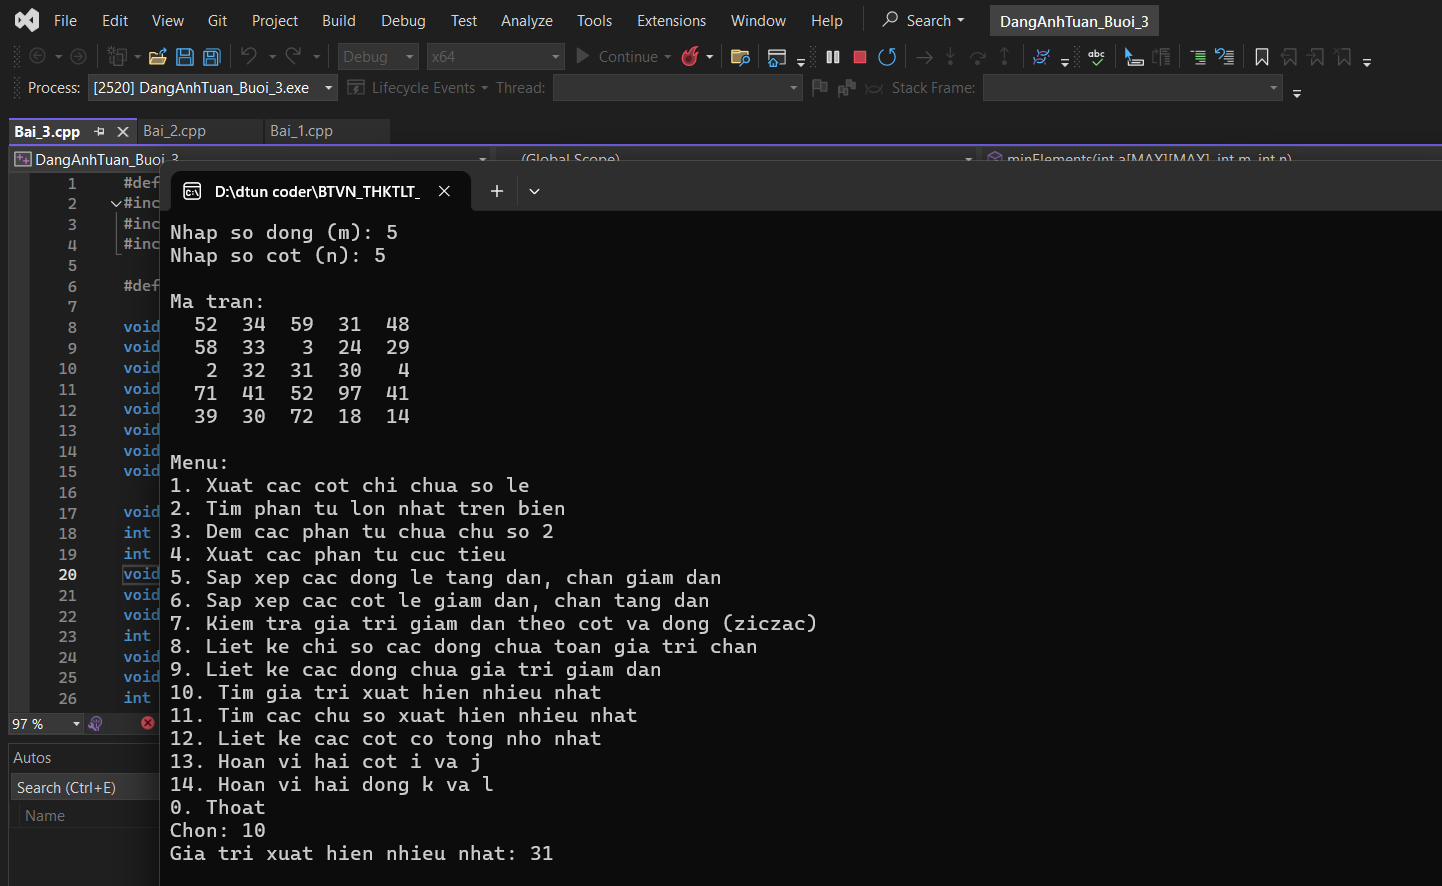 File Edit View Git Project Build Debug Test Analyze Tools Extensions Window Help Search DangAnhTuan_Buoi_3
Debug x64 Continue abc
Process: [2520] DangAnhTuan_Buoi_3.exe Lifecycle Events Thread: Stack Frame:
Bai_3.cpp Bai_2.cpp Bai_1.cpp
DangAnhTuan_Buoi_3 (Global Scope) minElements(int a[MAX][MAX], int m, int n)
D:\dtun coder\BTVN_THKTLT_
1 #def
2 #inc
3 #inc
4 #inc
5
6 #def
7
8 void
9 void
10 void
11 void
12 void
13 void
14 void
15 void
16
17 void
18 int
19 int
20 void
21 void
22 void
23 int
24 void
25 void
26 int
97 %
Autos
Search (Ctrl+E)
Name
C:\
Nhap so dong (m): 5
Nhap so cot (n): 5
Ma tran:
52 34 59 31 48
58 33 3 24 29
2 32 31 30 4
71 41 52 97 41
39 30 72 18 14
Menu:
1. Xuat cac cot chi chua so le
2. Tim phan tu lon nhat tren bien
3. Dem cac phan tu chua chu so 2
4. Xuat cac phan tu cuc tieu
5. Sap xep cac dong le tang dan, chan giam dan
6. Sap xep cac cot le giam dan, chan tang dan
7. Kiem tra gia tri giam dan theo cot va dong (ziczac)
8. Liet ke chi so cac dong chua toan gia tri chan
9. Liet ke cac dong chua gia tri giam dan
10. Tim gia tri xuat hien nhieu nhat
11. Tim cac chu so xuat hien nhieu nhat
12. Liet ke cac cot co tong nho nhat
13. Hoan vi hai cot i va j
14. Hoan vi hai dong k va l
0. Thoat
Chon: 10
Gia tri xuat hien nhieu nhat: 31